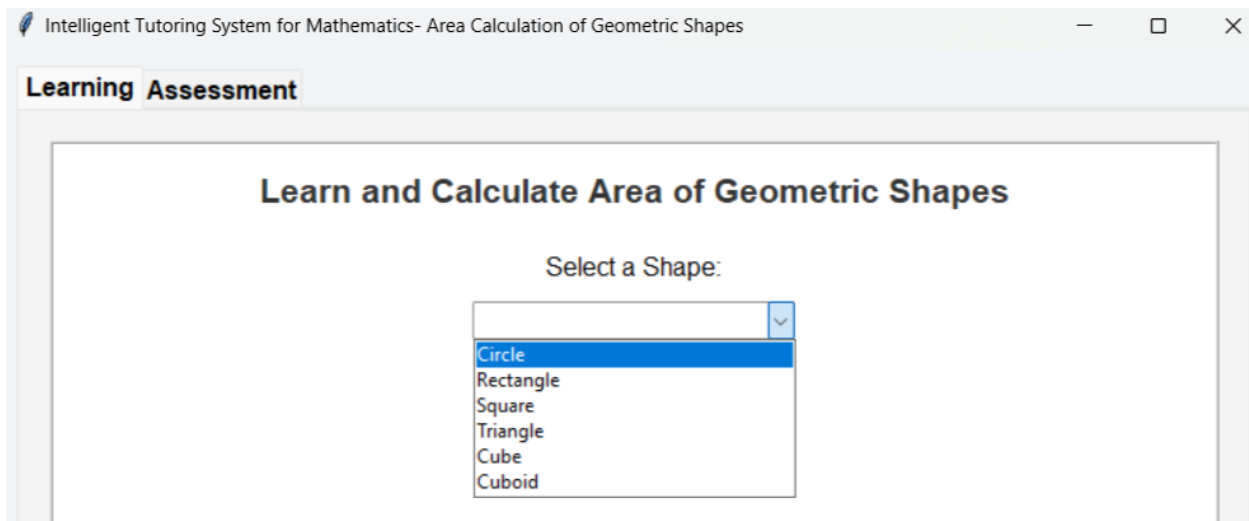 Intelligent Tutoring System for Mathematics- Area Calculation of Geometric Shapes
Learning Assessment
Learn and Calculate Area of Geometric Shapes
Select a Shape:
Circle
Rectangle
Square
Triangle
Cube
Cuboid